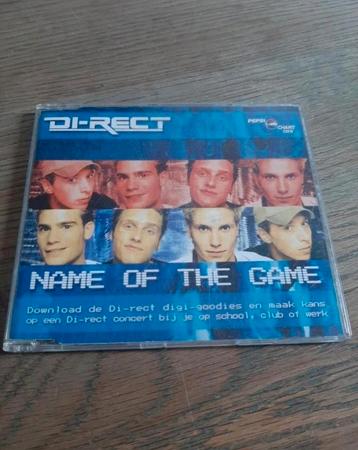 DI-RECT
PEPSI
CHART
NAME OF THE GAME
Download de Di-rect digi-goodies en maak kans
op een Di-rect concert bij je op school, club of werk